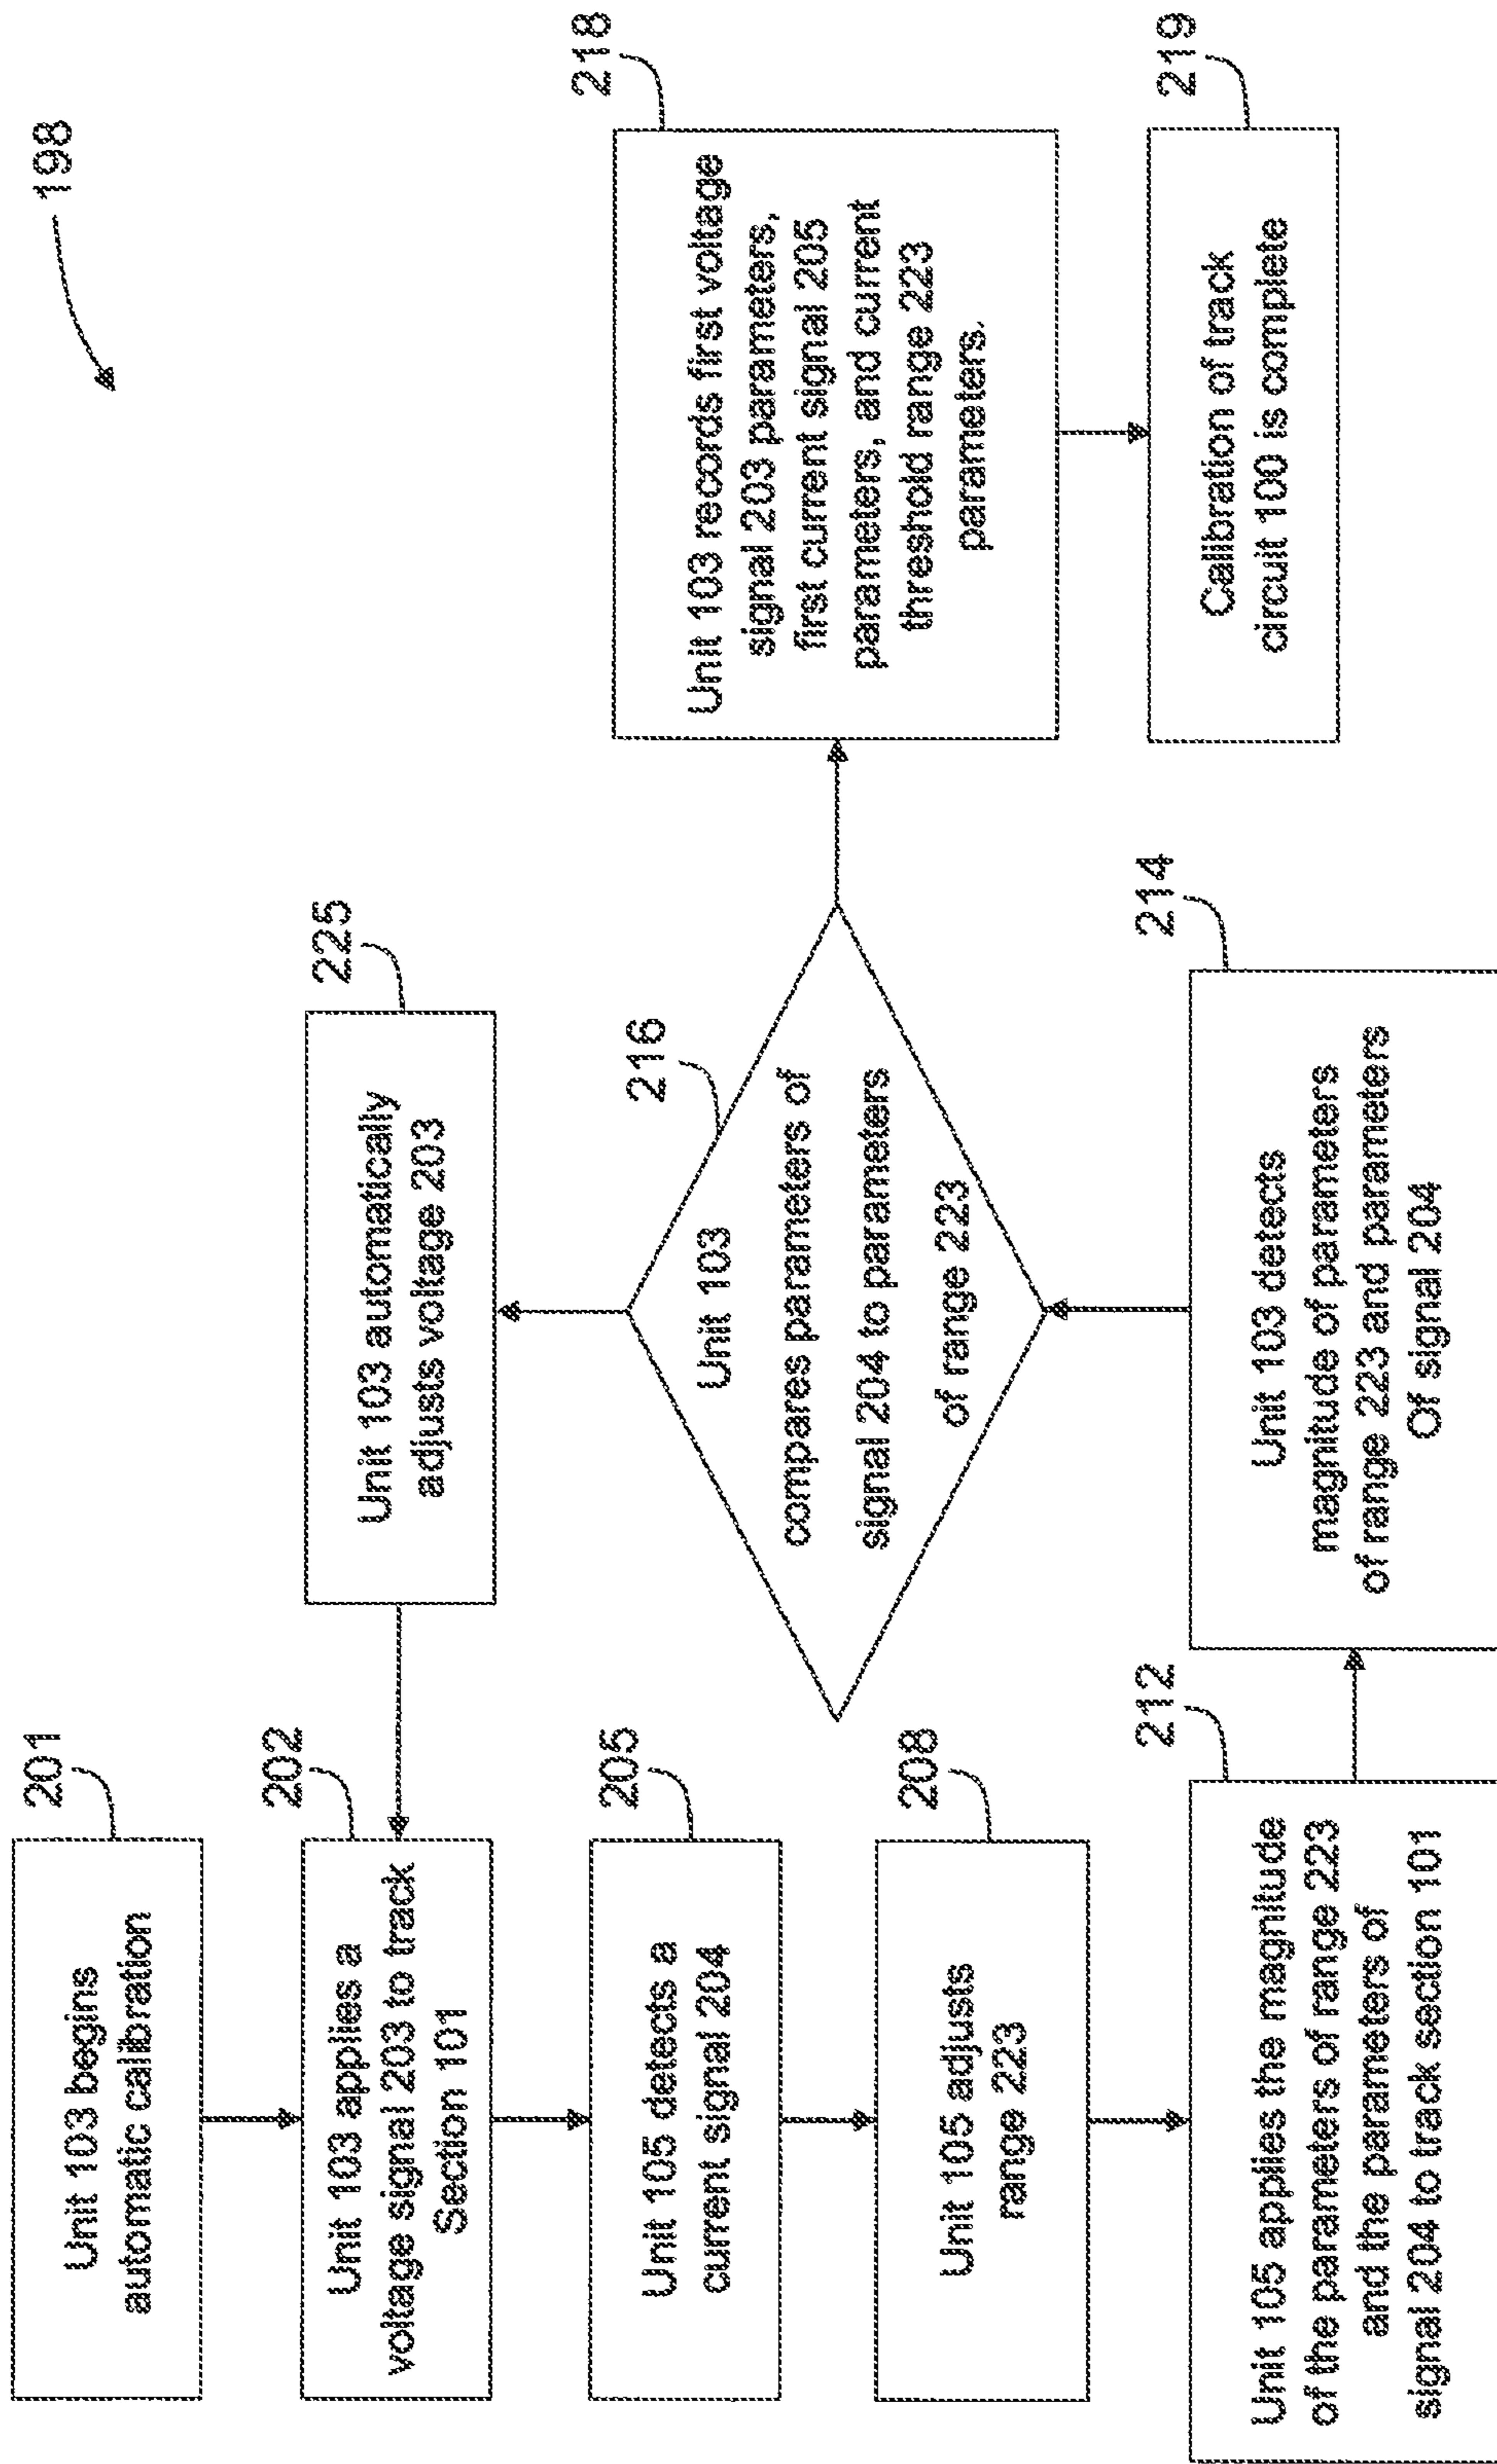 198
201
Unit 103 begins
automatic calibration
202
Unit 103 applies a
voltage signal 203 to track
Section 101
205
Unit 105 detects a
current signal 204
208
Unit 105 adjusts
range 223
212
Unit 105 applies the magnitude
of the parameters of range 223
and the parameters of
signal 204 to track section 101
214
Unit 103 detects
magnitude of parameters
of range 223 and parameters
Of signal 204
216
Unit 103
compares parameters of
signal 204 to parameters
of range 223
225
Unit 103 automatically
adjusts voltage 203
218
Unit 103 records first voltage
signal 203 parameters,
first current signal 205
parameters, and current
threshold range 223
parameters.
219
Calibration of track
circuit 100 is complete